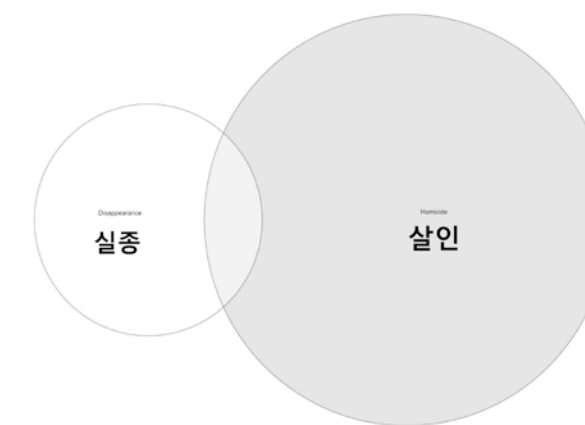 Disappearance
실종
Homicide
살인